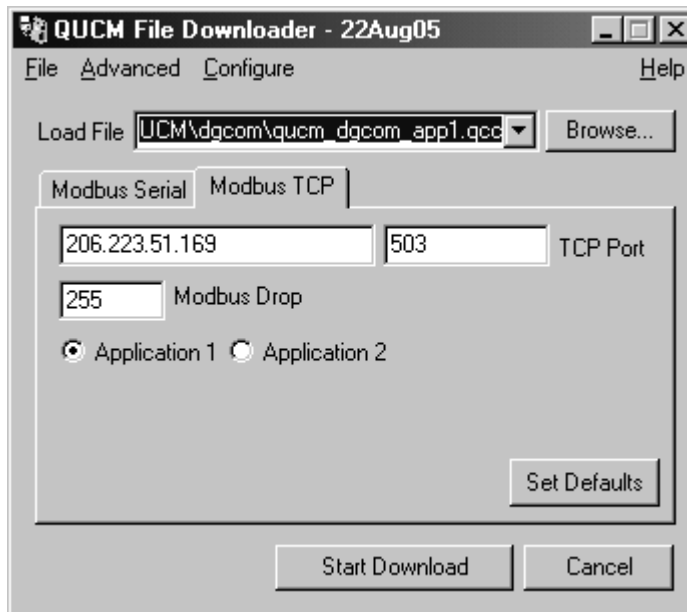 QUCM File Downloader - 22Aug05
File Advanced Configure Help
Load File UCM\dgcom\qucm_dgcom_app1.qcc Browse...
Modbus Serial Modbus TCP
206.223.51.169 503 TCP Port
255 Modbus Drop
Application 1 Application 2
Set Defaults
Start Download Cancel